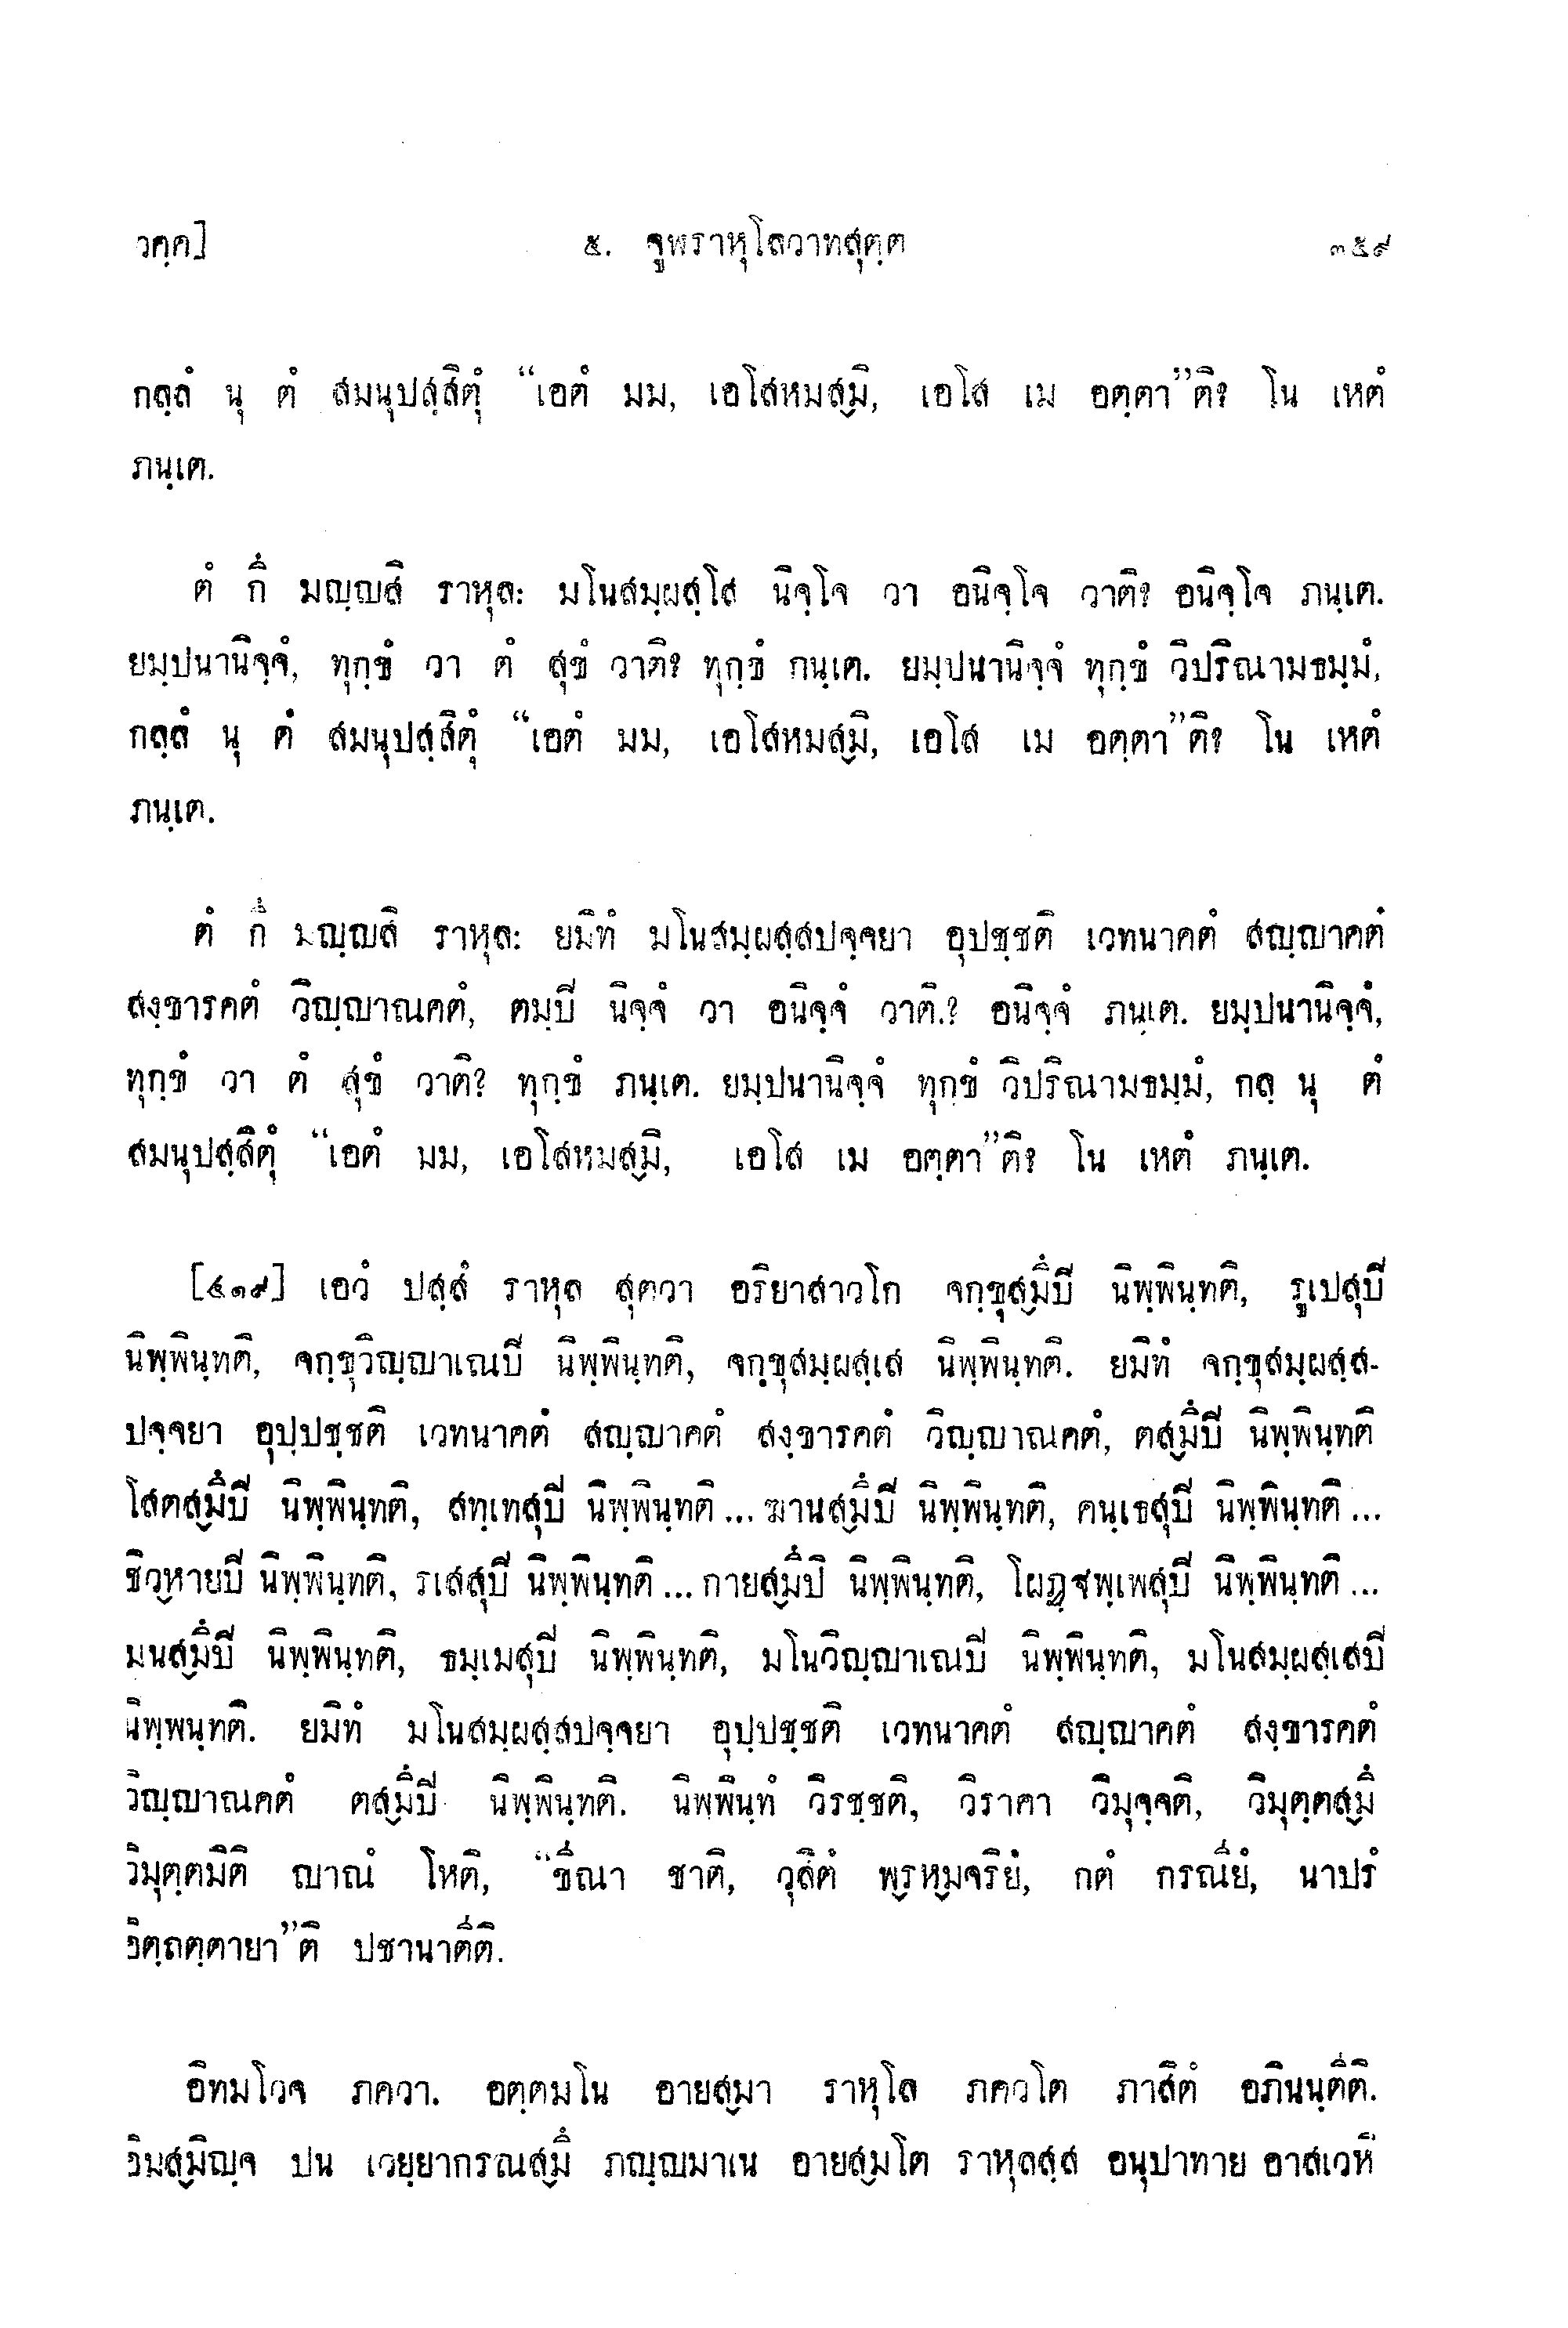 วคฺค] ๕. จูฬราหุโลวาทสุตฺต ๓๕๙
กลฺลํ นุ ตํ สมนุปสฺสิตุํ “เอตํ มม, เอโสหมสฺมิ, เอโส เม อตฺตา”ติ? โน เหตํ
ภนฺเต.
ตํ กึ มญฺญสิ ราหุล: มโนสมฺผสฺโส นิจฺโจ วา อนิจฺโจ วาติ? อนิจฺโจ ภนฺเต.
ยมฺปนานิจฺจํ, ทุกฺขํ วา ตํ สุขํ วาติ? ทุกฺขํ ภนฺเต. ยมฺปนานิจฺจํ ทุกฺขํ วิปริณามธมฺมํ,
กลฺลํ นุ ตํ สมนุปสฺสิตุํ “เอตํ มม, เอโสหมสฺมิ, เอโส เม อตฺตา”ติ? โน เหตํ
ภนฺเต.
ตํ กึ มญฺญสิ ราหุล: ยมิทํ มโนสมฺผสฺสปจฺจยา อุปชฺชติ เวทนาคตํ สญฺญาคตํ
สงฺขารคตํ วิญฺญาณคตํ, ตมฺปิ นิจฺจํ วา อนิจฺจํ วาติ.? อนิจฺจํ ภนฺเต. ยมฺปนานิจฺจํ,
ทุกฺขํ วา ตํ สุขํ วาติ? ทุกฺขํ ภนฺเต. ยมฺปนานิจฺจํ ทุกฺขํ วิปริณามธมฺมํ, กลฺ นุ ตํ
สมนุปสฺสิตุํ “เอตํ มม, เอโสหมสฺมิ, เอโส เม อตฺตา”ติ? โน เหตํ ภนฺเต.
[๔๑๙] เอวํ ปสฺสํ ราหุล สุตวา อริยาสาวโก จกฺขุสฺมึปี นิพฺพินฺทติ, รูเปสุปี
นิพฺพินฺทติ, จกฺขุวิญฺญาเณปี นิพฺพินฺทติ, จกฺขุสมฺผสฺเส นิพฺพินฺทติ. ยมิทํ จกฺขุสมฺผสฺส-
ปจฺจยา อุปฺปชฺชติ เวทนาคตํ สญฺญาคตํ สงฺขารคตํ วิญฺญาณคตํ, ตสฺมึปี นิพฺพินฺทติ
โสตสฺมึปี นิพฺพินฺทติ, สทฺเทสุปี นิพฺพินฺทติ... ฆานสฺมึปี นิพฺพินฺทติ, คนฺเธสุปี นิพฺพินฺทติ...
ชิวฺหายปี นิพฺพินฺทติ, รเสสุปี นิพฺพินฺทติ... กายสฺมึปิ นิพฺพินฺทติ, โผฏฺฐพฺเพสุปี นิพฺพินฺทติ...
มนสฺมึปี นิพฺพินฺทติ, ธมฺเมสุปี นิพฺพินฺทติ, มโนวิญฺญาเณปี นิพฺพินฺทติ, มโนสมฺผสฺเสปี
นิพฺพนฺทติ. ยมิทํ มโนสมฺผสฺสปจฺจยา อุปฺปชฺชติ เวทนาคตํ สญฺญาคตํ สงฺขารคตํ
วิญฺญาณคตํ ตสฺมึปี นิพฺพินฺทติ. นิพฺพินฺทํ วิรชฺชติ, วิราคา วิมุจฺจติ, วิมุตฺตสฺมึ
วิมุตฺตมิติ ญาณํ โหติ, “ขีณา ชาติ, วุสิตํ พฺรหฺมจริยํ, กตํ กรณียํ, นาปรํ
อิตฺถตฺตายา”ติ ปชานาตีติ.
อิทมโวจ ภควา. อตฺตมโน อายสฺมา ราหุโล ภควโต ภาสิตํ อภินนฺตีติ.
อิมสฺมิญฺจ ปน เวยฺยากรณสฺมึ ภญฺญมาเน อายสฺมโต ราหุลสฺส อนุปาทาย อาสเวหิ